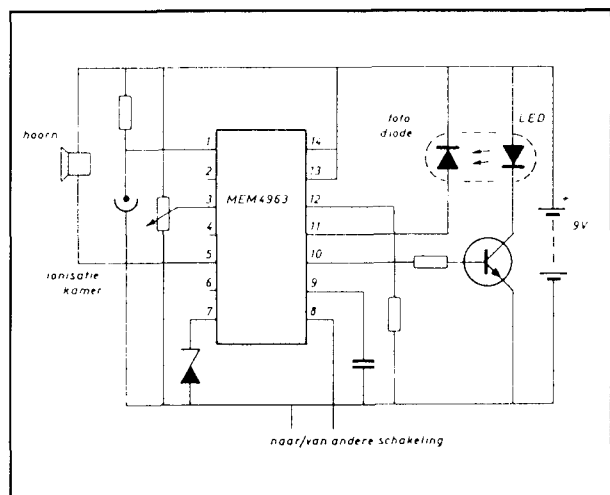 hoorn
ionisatie
kamer
MEM4963
1
2
3
4
5
6
7
14
13
12
11
10
9
8
foto
diode
LED
+
9V
naar/van andere schakeling